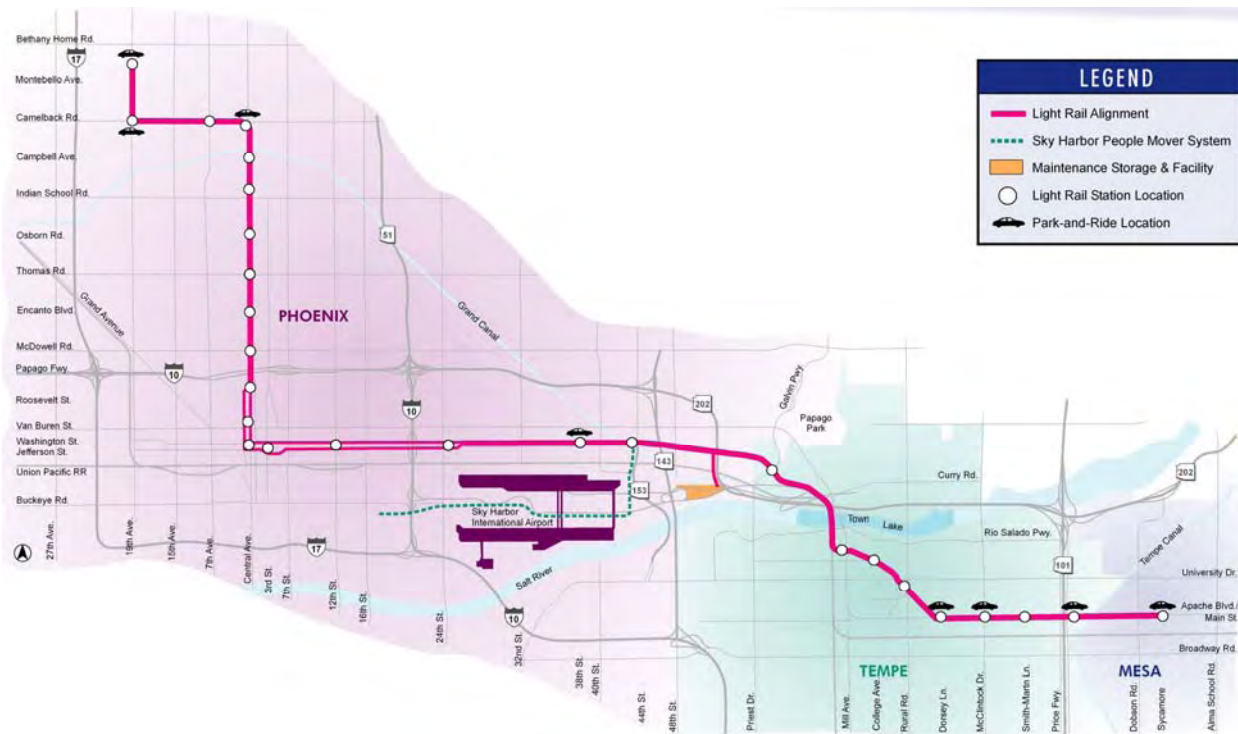 Bethany Home Rd.
Montebello Ave.
Camelback Rd.
Campbell Ave.
Indian School Rd.
Osborn Rd.
Thomas Rd.
Encanto Blvd.
McDowell Rd.
Papago Fwy.
Roosevelt St.
Van Buren St.
Washington St.
Jefferson St.
Union Pacific RR
Buckeye Rd.
17
Grand Avenue
10
PHOENIX
51
Grand Canal
10
202
Galvin Pwy
Papago
Park
143
153
Sky Harbor
International Airport
Salt River
17
10
Curry Rd.
Town Lake
Rio Salado Pwy.
202
Tempe Canal
101
University Dr.
Apache Blvd./
Main St.
Broadway Rd.
TEMPE
MESA
27th Ave.
19th Ave.
15th Ave.
7th Ave.
Central Ave.
3rd St.
7th St.
12th St.
16th St.
24th St.
32nd St.
38th St.
40th St.
44th St.
48th St.
Priest Dr.
Mill Ave.
College Ave.
Rural Rd.
Dorsey Ln.
McClintock Dr.
Smith-Martin Ln.
Price Fwy.
Dobson Rd.
Sycamore
Alma School Rd.
LEGEND
Light Rail Alignment
Sky Harbor People Mover System
Maintenance Storage & Facility
Light Rail Station Location
Park-and-Ride Location